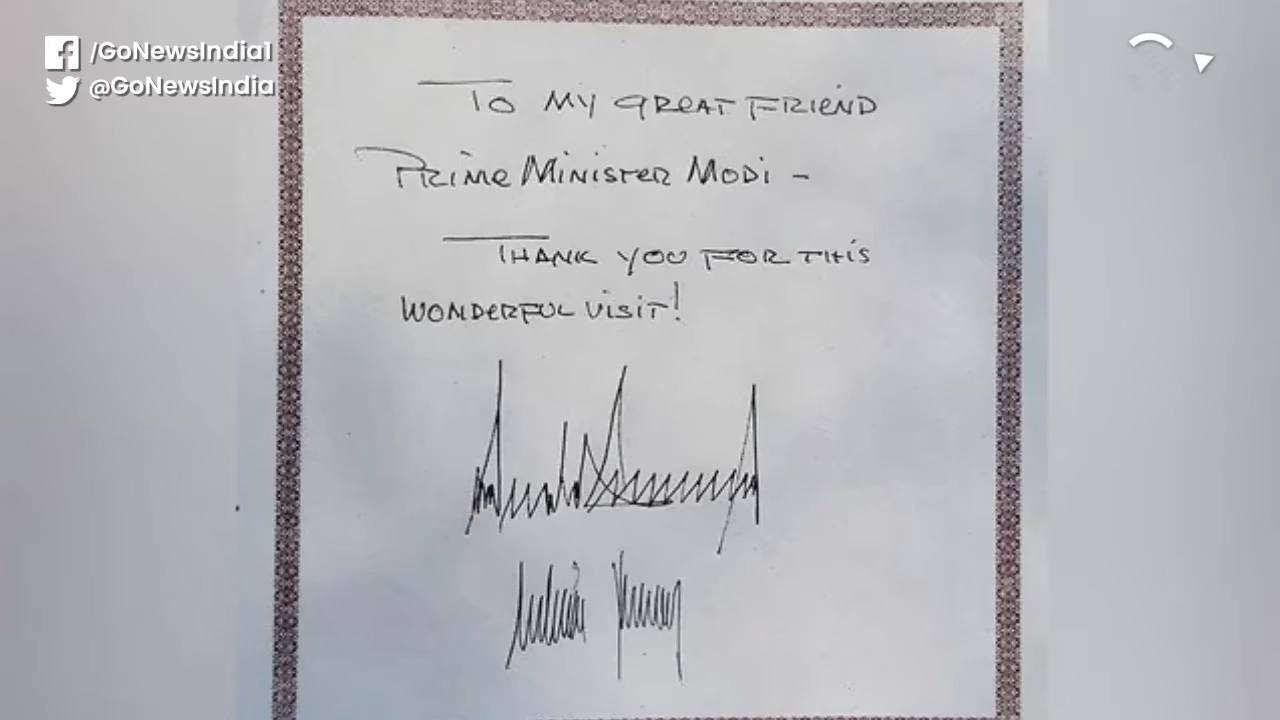 /GoNewsIndia1
@GoNewsIndia
TO MY GREAT FRIEND
PRIME MINISTER MODI -
THANK YOU FOR THIS
WONDERFUL VISIT!